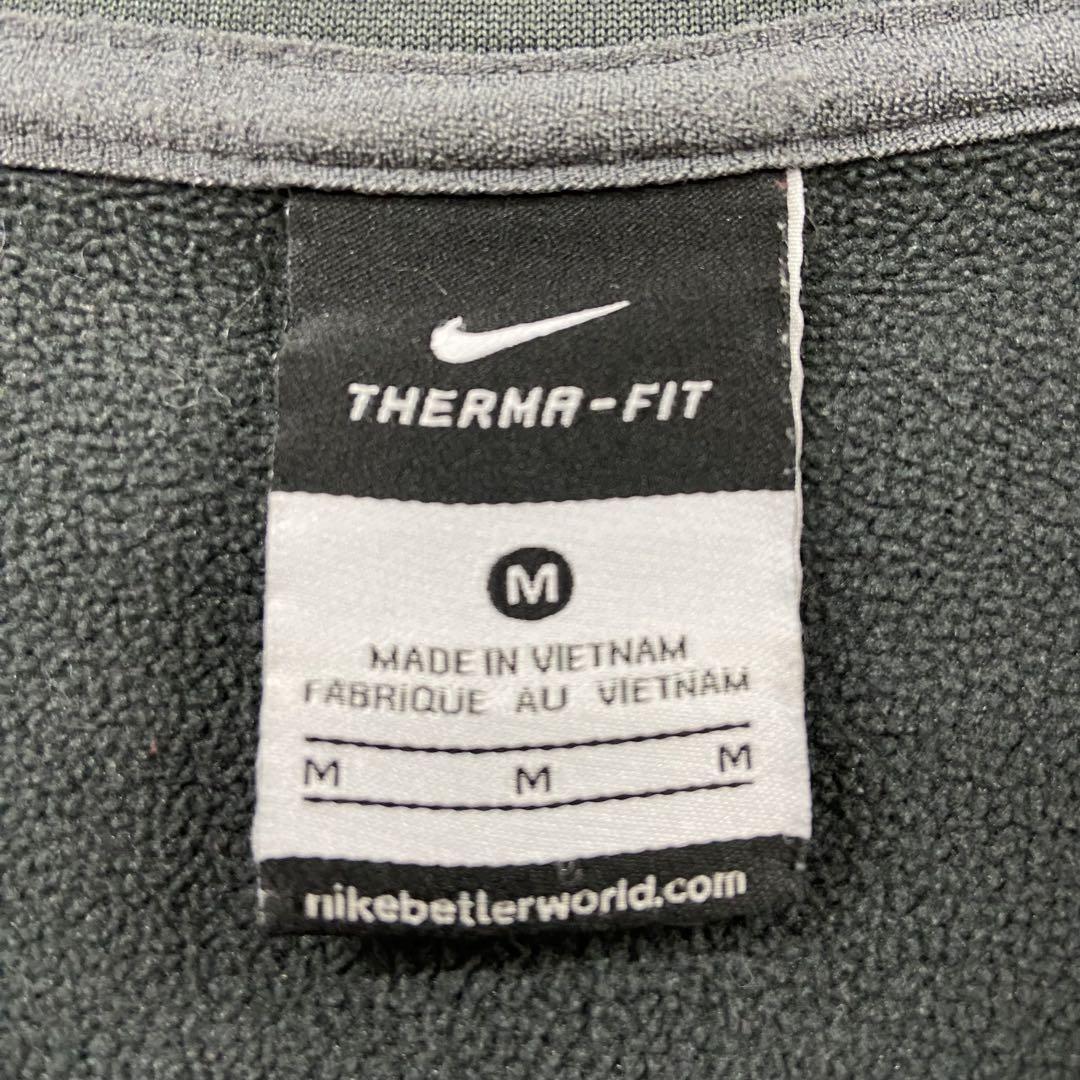 THERMA-FIT
M
MADE IN VIETNAM
FABRIQUE AU VIETNAM
M M M
nikebetterworld.com